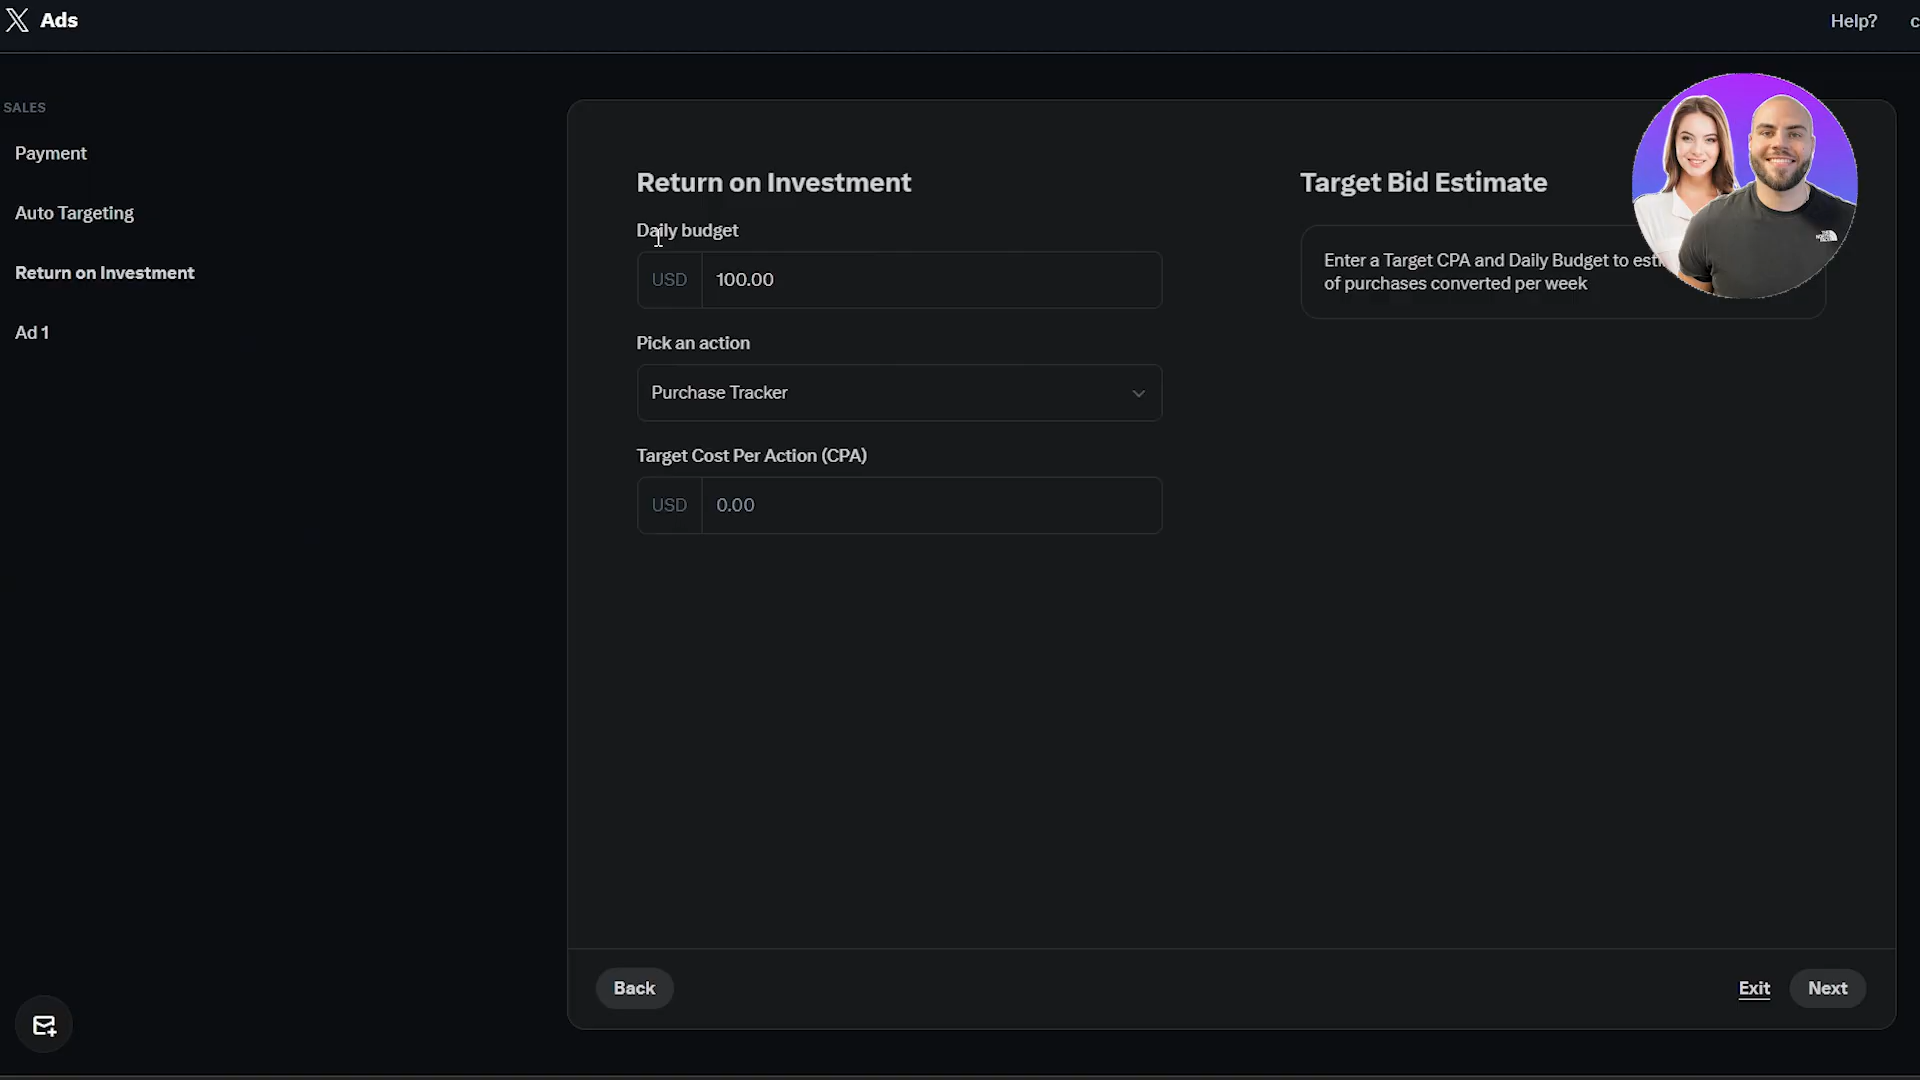 X Ads
Help?
SALES
Payment
Auto Targeting
Return on Investment
Ad 1
Return on Investment
Daily budget
USD 100.00
Pick an action
Purchase Tracker
Target Cost Per Action (CPA)
USD 0.00
Target Bid Estimate
Enter a Target CPA and Daily Budget to
of purchases converted per week
Back
Exit
Next